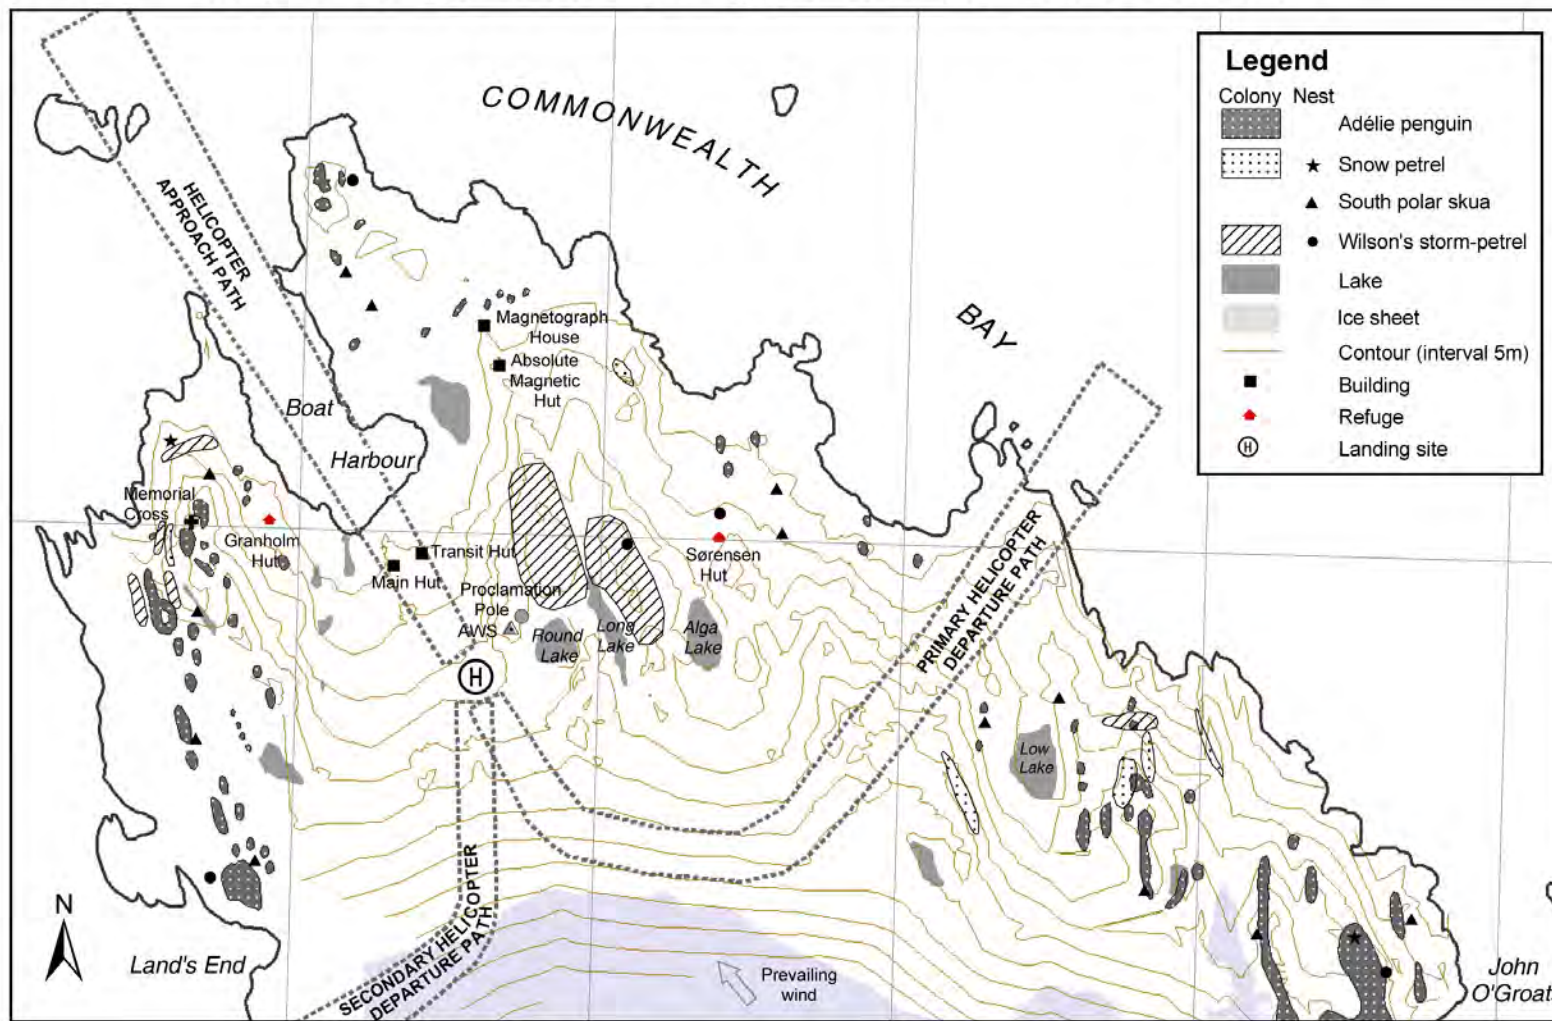 COMMONWEALTH
BAY
HELICOPTER
APPROACH PATH
Boat
Harbour
Magnetograph
House
Absolute
Magnetic
Hut
Memorial
Cross
Granholm
Hut
Transit Hut
Main Hut
Proclamation
Pole
AWS
Round
Lake
Long
Lake
Alga
Lake
Sørensen
Hut
H
PRIMARY HELICOPTER
DEPARTURE PATH
Low
Lake
SECONDARY HELICOPTER
DEPARTURE PATH
N
Land's End
Prevailing
wind
John
O'Groats
Legend
Colony Nest
Adélie penguin
Snow petrel
South polar skua
Wilson's storm-petrel
Lake
Ice sheet
Contour (interval 5m)
Building
Refuge
H Landing site